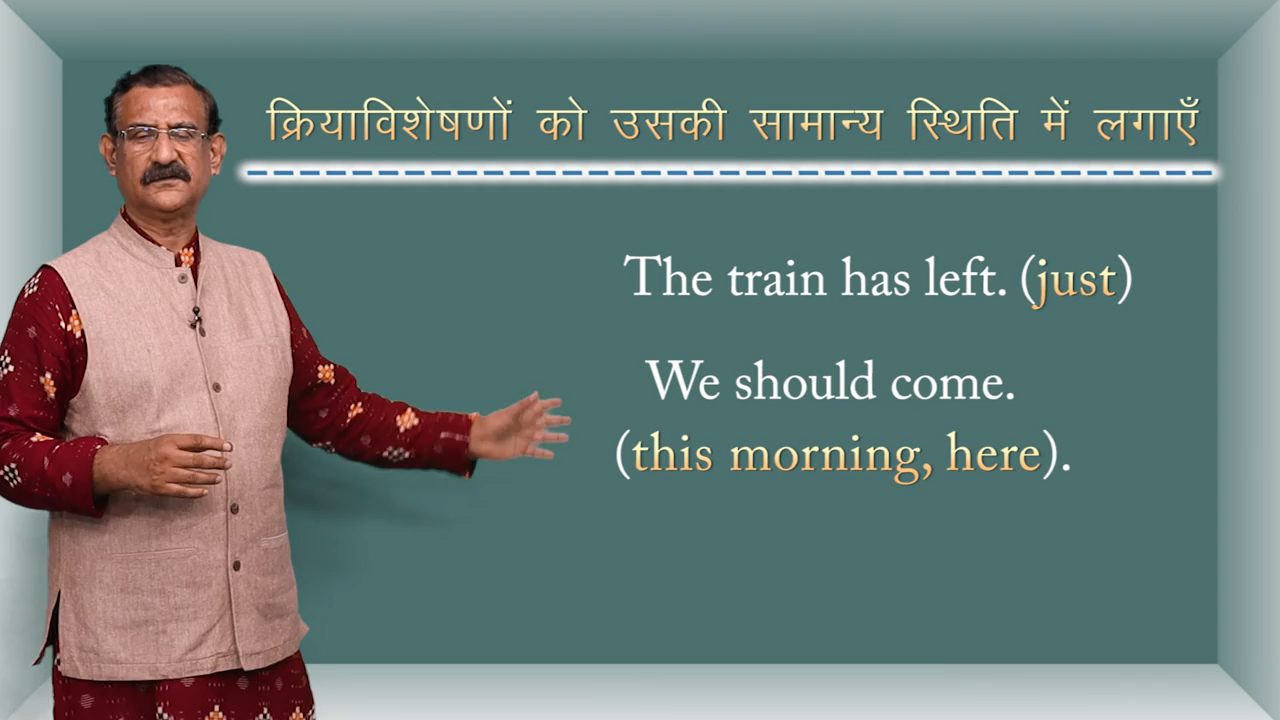 क्रियाविशेषणों को उसकी सामान्य स्थिति में लगाएँ
The train has left. (just)
We should come.
(this morning, here).